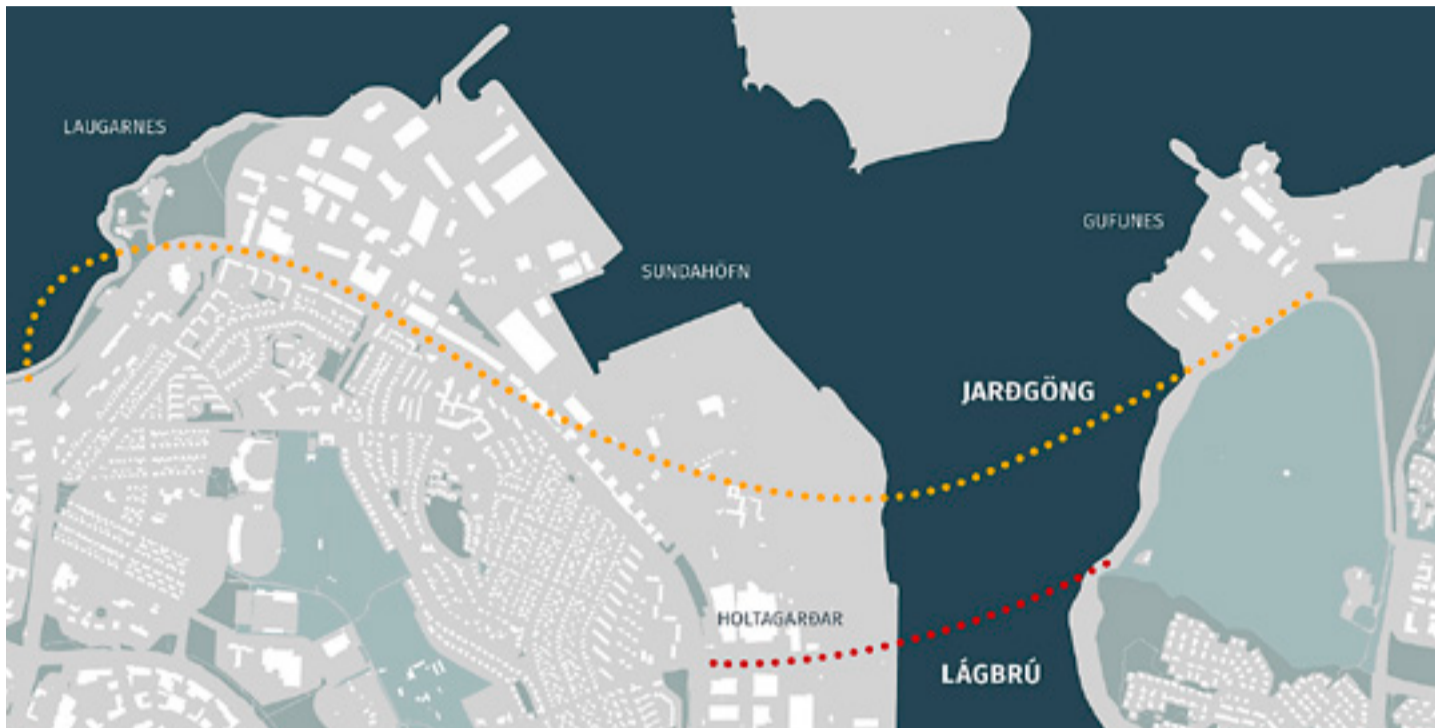 LAUGARNES
GUFUNES
SUNDAHÖFN
JARÐGÖNG
HOLTAGARÐAR
LÁGBRÚ